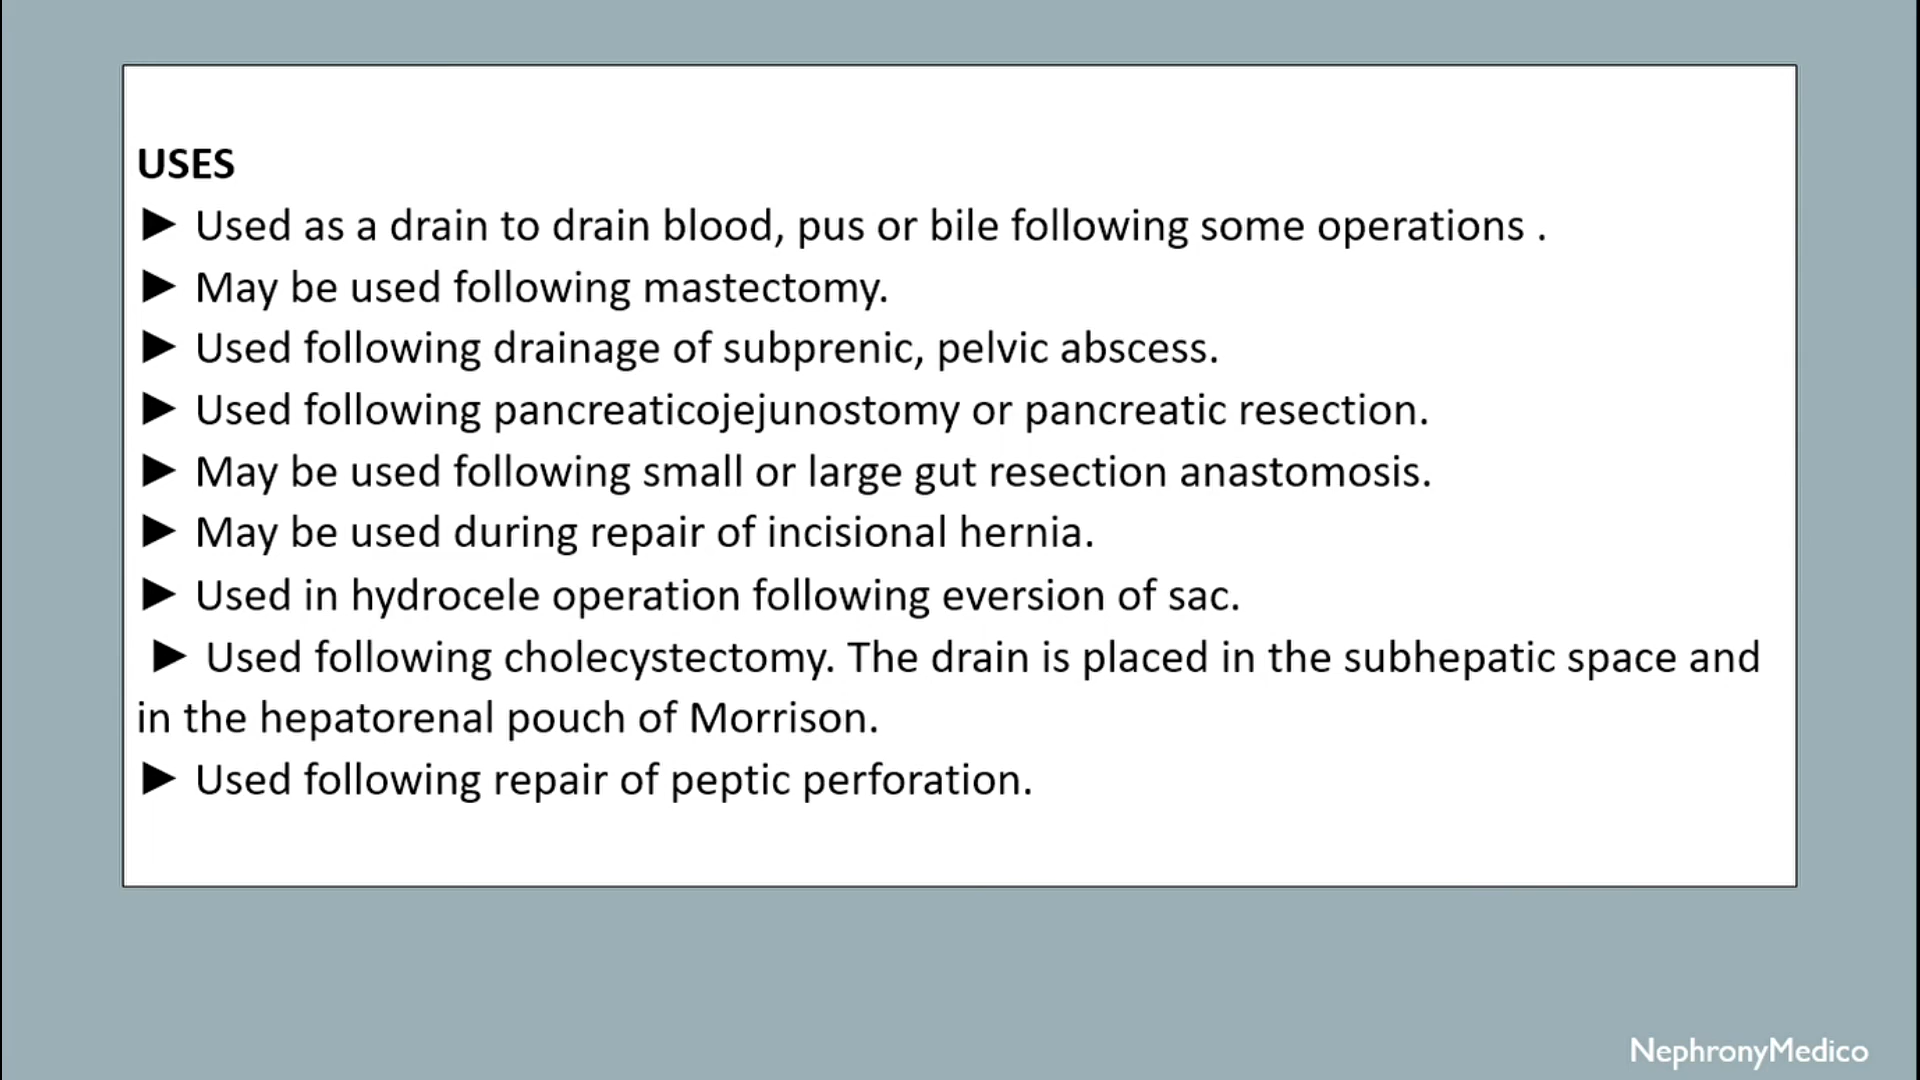 USES
► Used as a drain to drain blood, pus or bile following some operations .
► May be used following mastectomy.
► Used following drainage of subprenic, pelvic abscess.
► Used following pancreaticojejunostomy or pancreatic resection.
► May be used following small or large gut resection anastomosis.
► May be used during repair of incisional hernia.
► Used in hydrocele operation following eversion of sac.
► Used following cholecystectomy. The drain is placed in the subhepatic space and
in the hepatorenal pouch of Morrison.
► Used following repair of peptic perforation.
NephronyMedico